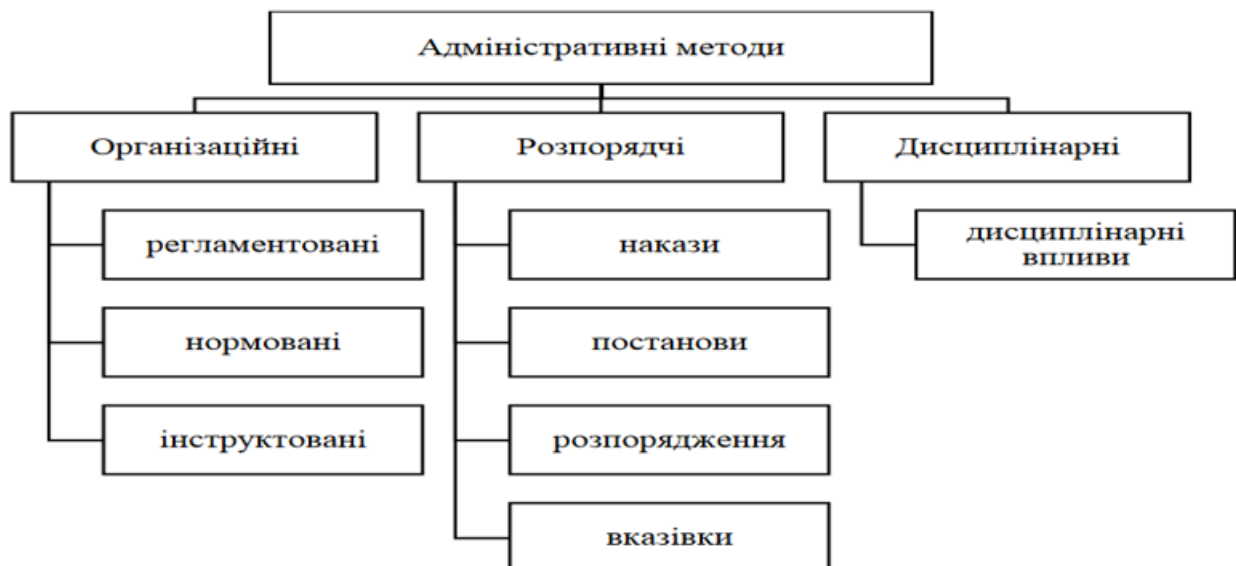 Адміністративні методи
Організаційні
регламентовані
нормовані
інструктовані
Розпорядчі
накази
постанови
розпорядження
вказівки
Дисциплінарні
дисциплінарні
впливи